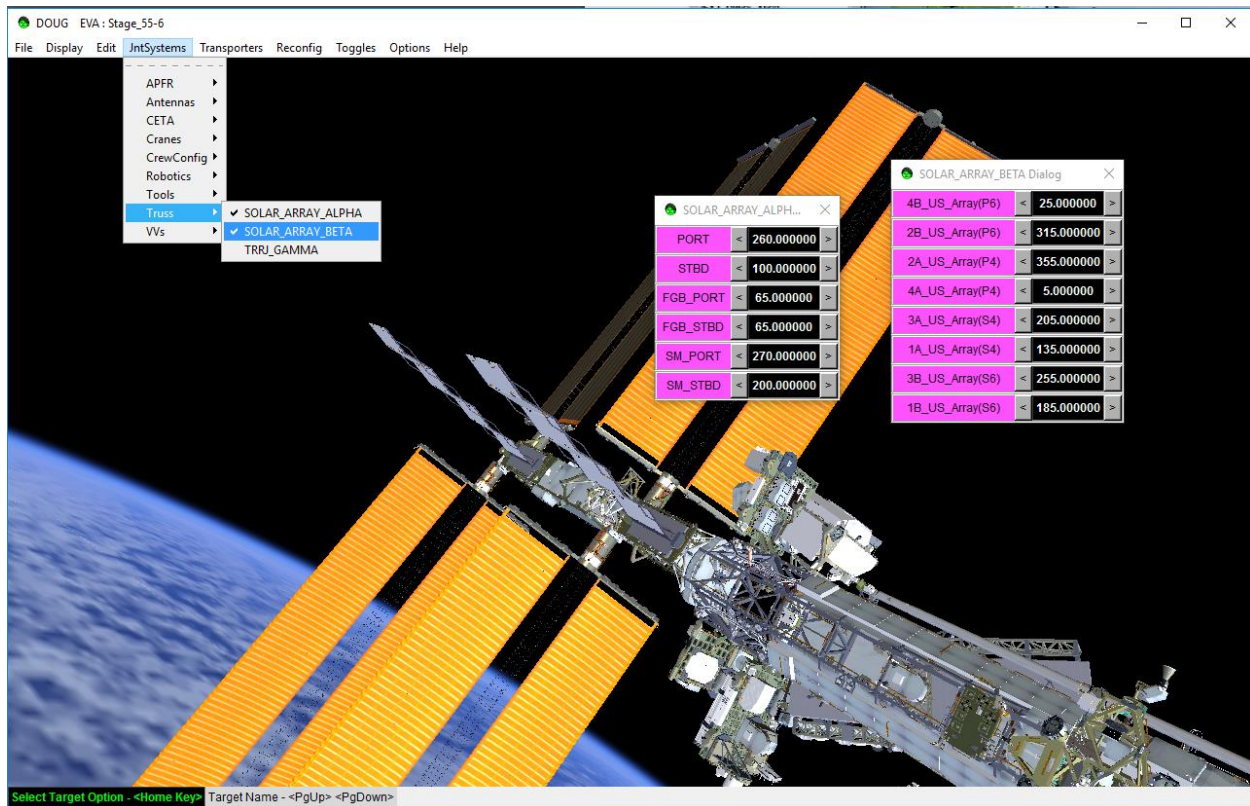 DOUG EVA : Stage_55-6
File Display Edit JntSystems Transporters Reconfig Toggles Options Help
APFR
Antennas
CETA
Cranes
CrewConfig
Robotics
Tools
Truss
VVs
SOLAR_ARRAY_ALPHA
SOLAR_ARRAY_BETA
TRRJ_GAMMA
SOLAR_ARRAY_ALPH...
PORT < 260.000000 >
STBD < 100.000000 >
FGB_PORT < 65.000000 >
FGB_STBD < 65.000000 >
SM_PORT < 270.000000 >
SM_STBD < 200.000000 >
SOLAR_ARRAY_BETA Dialog
4B_US_Array(P6) < 25.000000 >
2B_US_Array(P6) < 315.000000 >
2A_US_Array(P4) < 355.000000 >
4A_US_Array(P4) < 5.000000 >
3A_US_Array(S4) < 205.000000 >
1A_US_Array(S4) < 135.000000 >
3B_US_Array(S6) < 255.000000 >
1B_US_Array(S6) < 185.000000 >
Select Target Option - <Home Key> Target Name - <PgUp> <PgDown>